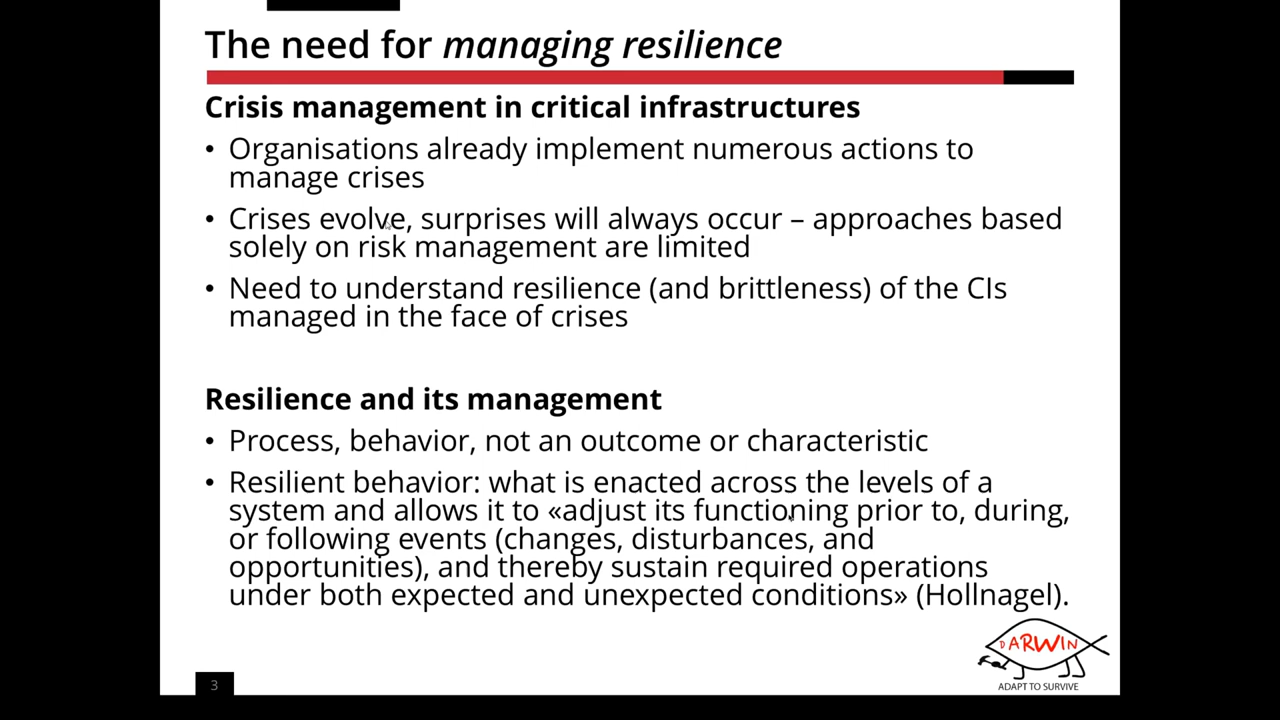 The need for managing resilience
Crisis management in critical infrastructures
• Organisations already implement numerous actions to
manage crises
• Crises evolve, surprises will always occur – approaches based
solely on risk management are limited
• Need to understand resilience (and brittleness) of the CIs
managed in the face of crises
Resilience and its management
• Process, behavior, not an outcome or characteristic
• Resilient behavior: what is enacted across the levels of a
system and allows it to «adjust its functioning prior to, during,
or following events (changes, disturbances, and
opportunities), and thereby sustain required operations
under both expected and unexpected conditions» (Hollnagel).
DARWIN
ADAPT TO SURVIVE
3